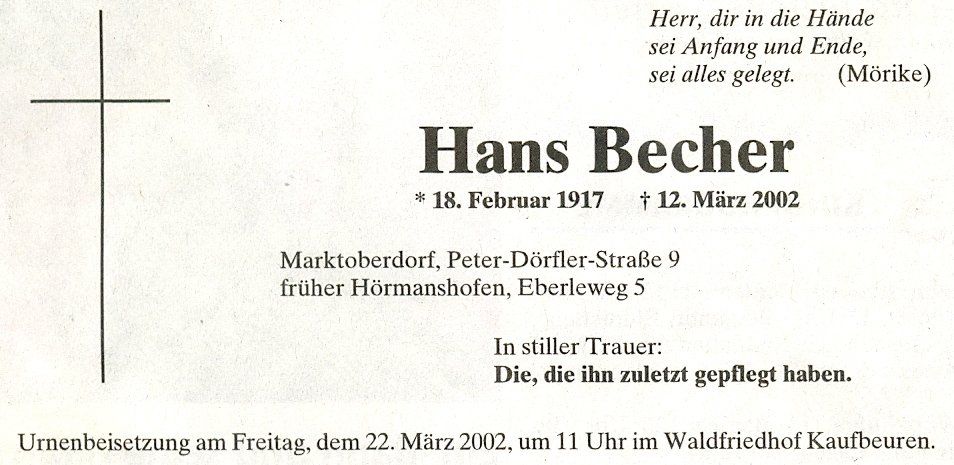 Herr, dir in die Hände
sei Anfang und Ende,
sei alles gelegt. (Mörike)
Hans Becher
* 18. Februar 1917 † 12. März 2002
Marktoberdorf, Peter-Dörfler-Straße 9
früher Hörmanshofen, Eberleweg 5
In stiller Trauer:
Die, die ihn zuletzt gepflegt haben.
Urnenbeisetzung am Freitag, dem 22. März 2002, um 11 Uhr im Waldfriedhof Kaufbeuren.